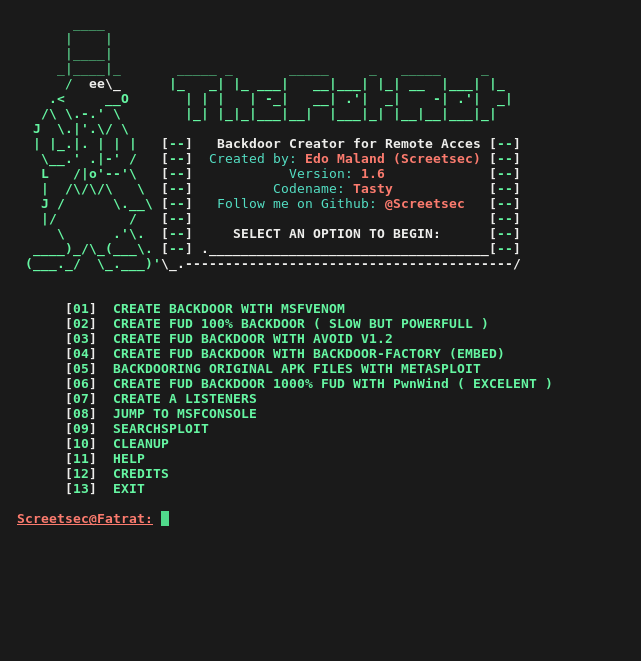 TheFatRat
[--] Backdoor Creator for Remote Acces [--]
[--] Created by: Edo Maland (Screetsec) [--]
[--] Version: 1.6 [--]
[--] Codename: Tasty [--]
[--] Follow me on Github: @Screetsec [--]
[--] [--]
[--] SELECT AN OPTION TO BEGIN: [--]
[01] CREATE BACKDOOR WITH MSFVENOM
[02] CREATE FUD 100% BACKDOOR ( SLOW BUT POWERFULL )
[03] CREATE FUD BACKDOOR WITH AVOID V1.2
[04] CREATE FUD BACKDOOR WITH BACKDOOR-FACTORY (EMBED)
[05] BACKDOORING ORIGINAL APK FILES WITH METASPLOIT
[06] CREATE FUD BACKDOOR 1000% FUD WITH PwnWind ( EXCELENT )
[07] CREATE A LISTENERS
[08] JUMP TO MSFCONSOLE
[09] SEARCHSPLOIT
[10] CLEANUP
[11] HELP
[12] CREDITS
[13] EXIT
Screetsec@Fatrat: